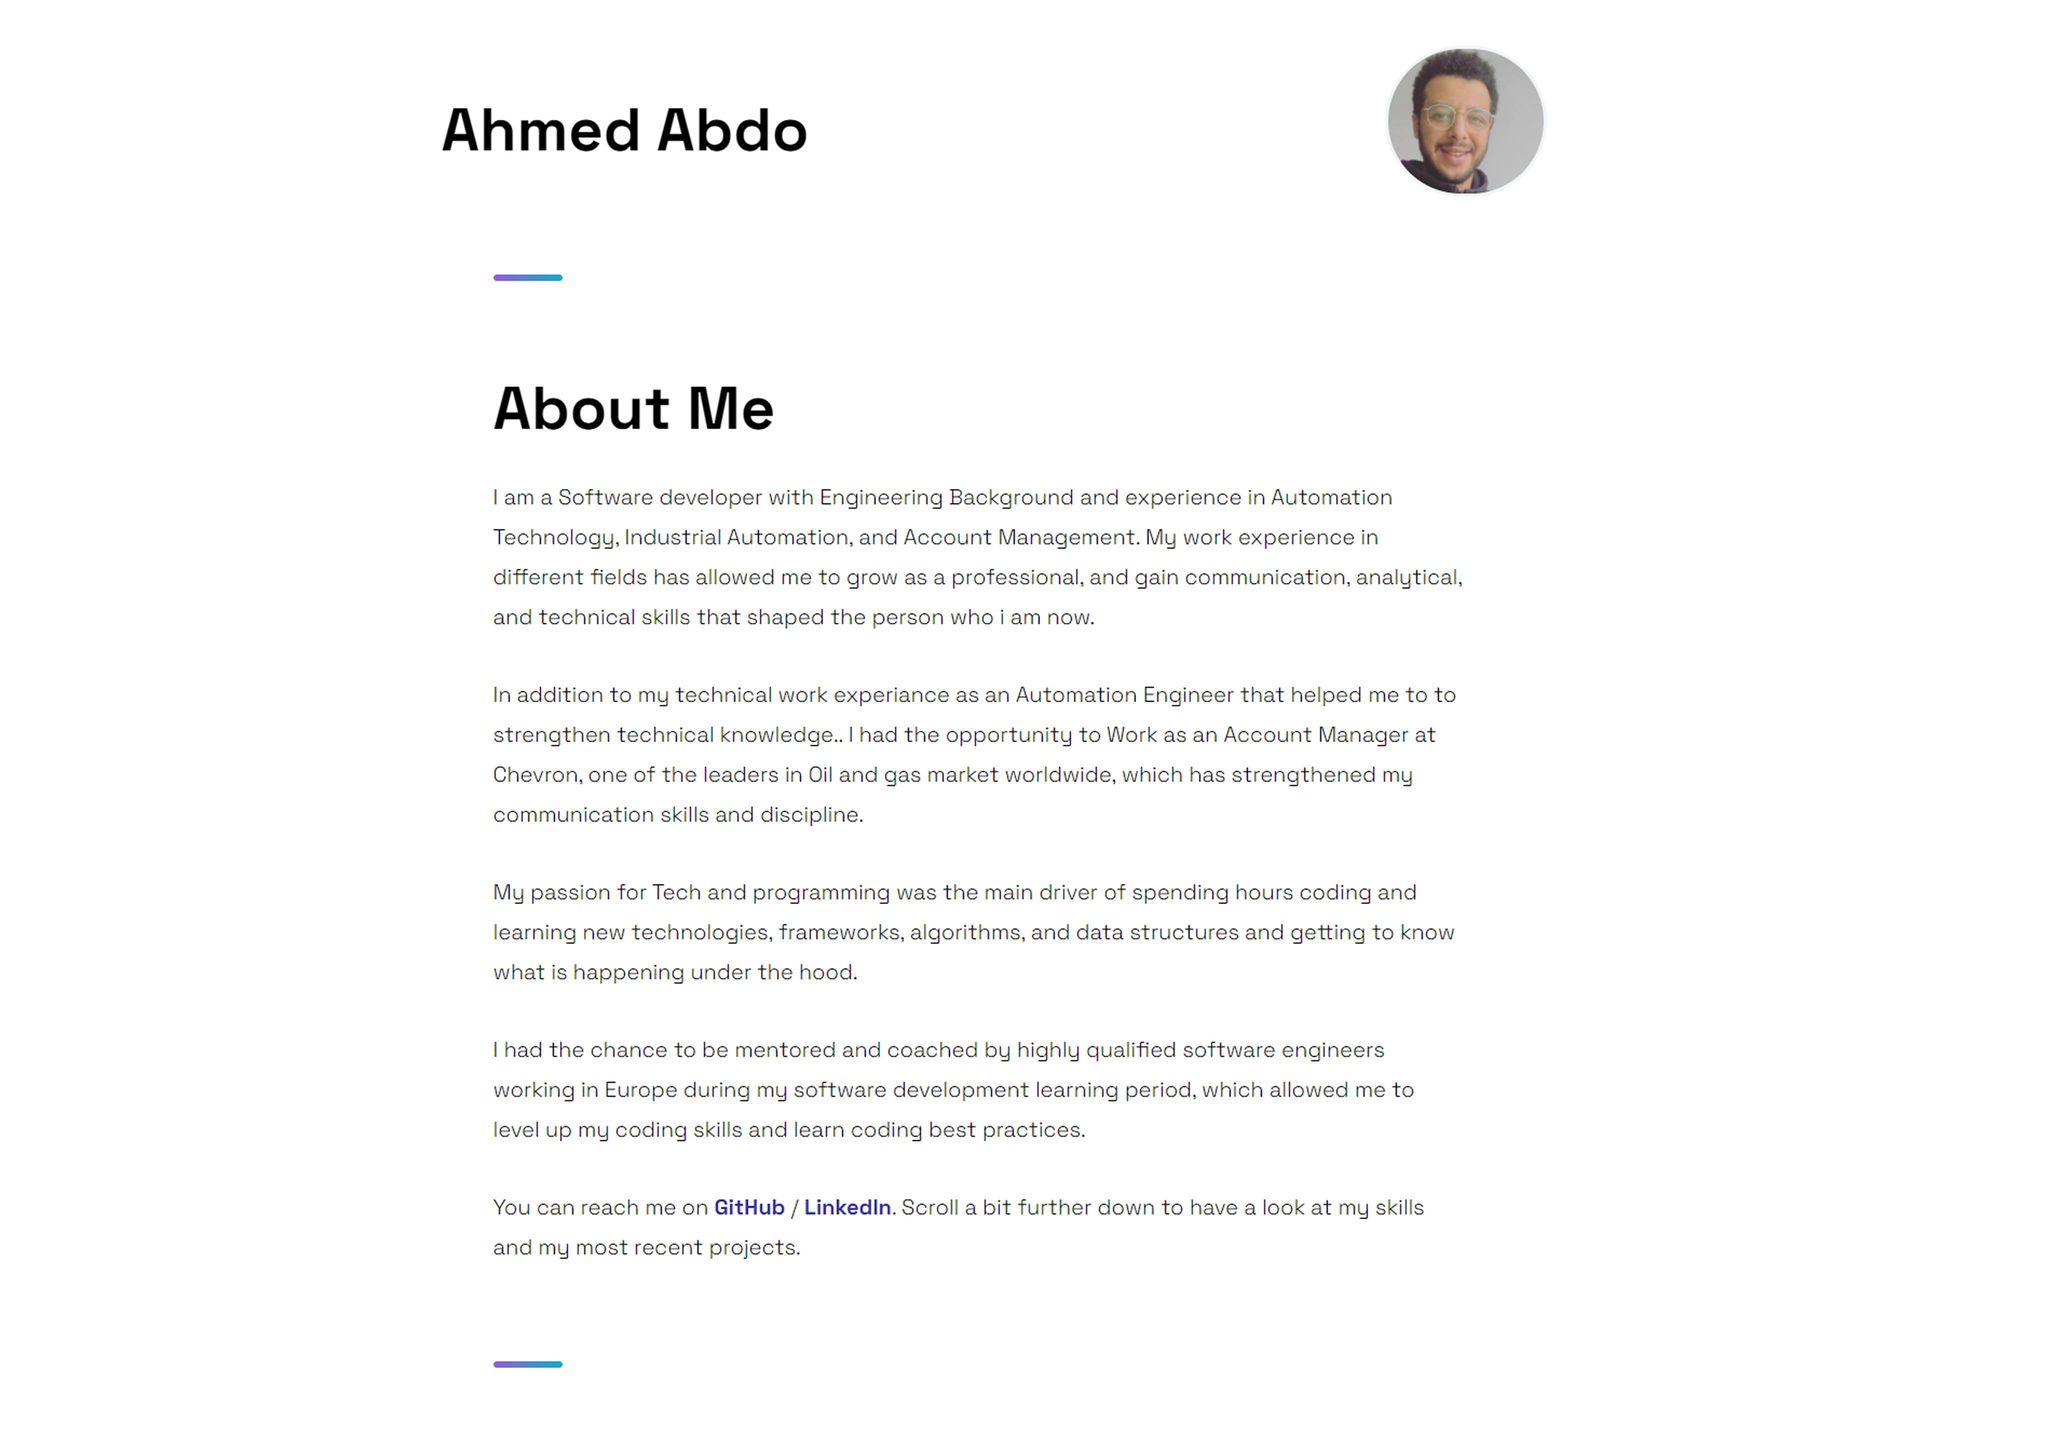 Ahmed Abdo
About Me
I am a Software developer with Engineering Background and experience in Automation
Technology, Industrial Automation, and Account Management. My work experience in
different fields has allowed me to grow as a professional, and gain communication, analytical,
and technical skills that shaped the person who i am now.
In addition to my technical work experiance as an Automation Engineer that helped me to to
strengthen technical knowledge.. I had the opportunity to Work as an Account Manager at
Chevron, one of the leaders in Oil and gas market worldwide, which has strengthened my
communication skills and discipline.
My passion for Tech and programming was the main driver of spending hours coding and
learning new technologies, frameworks, algorithms, and data structures and getting to know
what is happening under the hood.
I had the chance to be mentored and coached by highly qualified software engineers
working in Europe during my software development learning period, which allowed me to
level up my coding skills and learn coding best practices.
You can reach me on GitHub / LinkedIn. Scroll a bit further down to have a look at my skills
and my most recent projects.